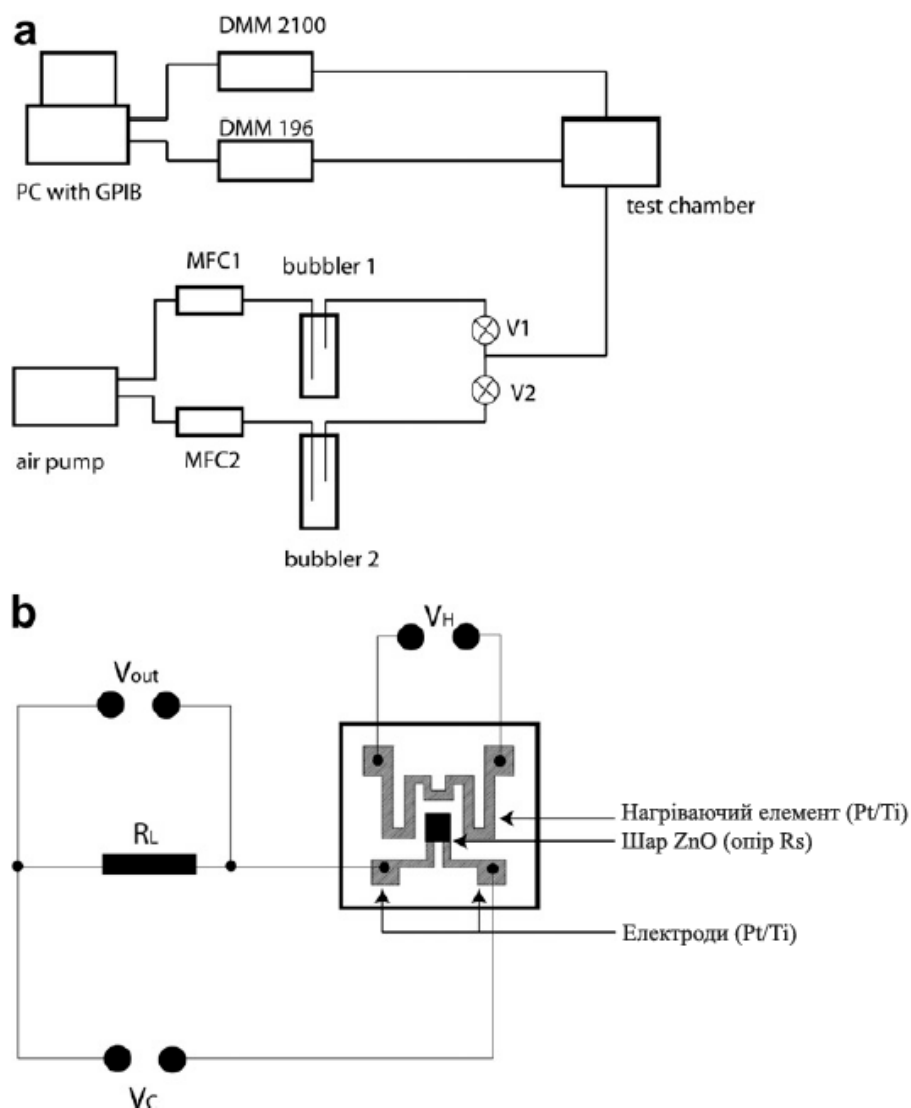 a
DMM 2100
DMM 196
PC with GPIB
test chamber
MFC1
bubbler 1
V1
V2
air pump
MFC2
bubbler 2
b
VH
Vout
RL
Нагріваючий елемент (Pt/Ti)
Шар ZnO (опір Rs)
Електроди (Pt/Ti)
VC